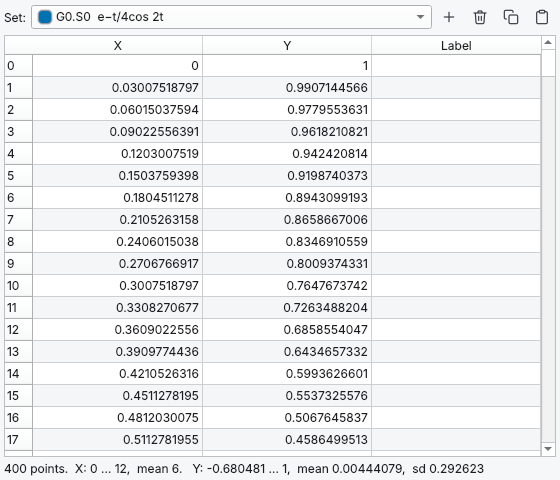 Set: G0.S0 e−t/4cos 2t
X Y Label
0 0 1
1 0.03007518797 0.9907144566
2 0.06015037594 0.9779553631
3 0.09022556391 0.9618210821
4 0.1203007519 0.942420814
5 0.1503759398 0.9198740373
6 0.1804511278 0.8943099193
7 0.2105263158 0.8658667006
8 0.2406015038 0.8346910559
9 0.2706766917 0.8009374331
10 0.3007518797 0.7647673742
11 0.3308270677 0.7263488204
12 0.3609022556 0.6858554047
13 0.3909774436 0.6434657332
14 0.4210526316 0.5993626601
15 0.4511278195 0.5537325576
16 0.4812030075 0.5067645837
17 0.5112781955 0.4586499513
400 points. X: 0 ... 12, mean 6. Y: -0.680481 ... 1, mean 0.00444079, sd 0.292623